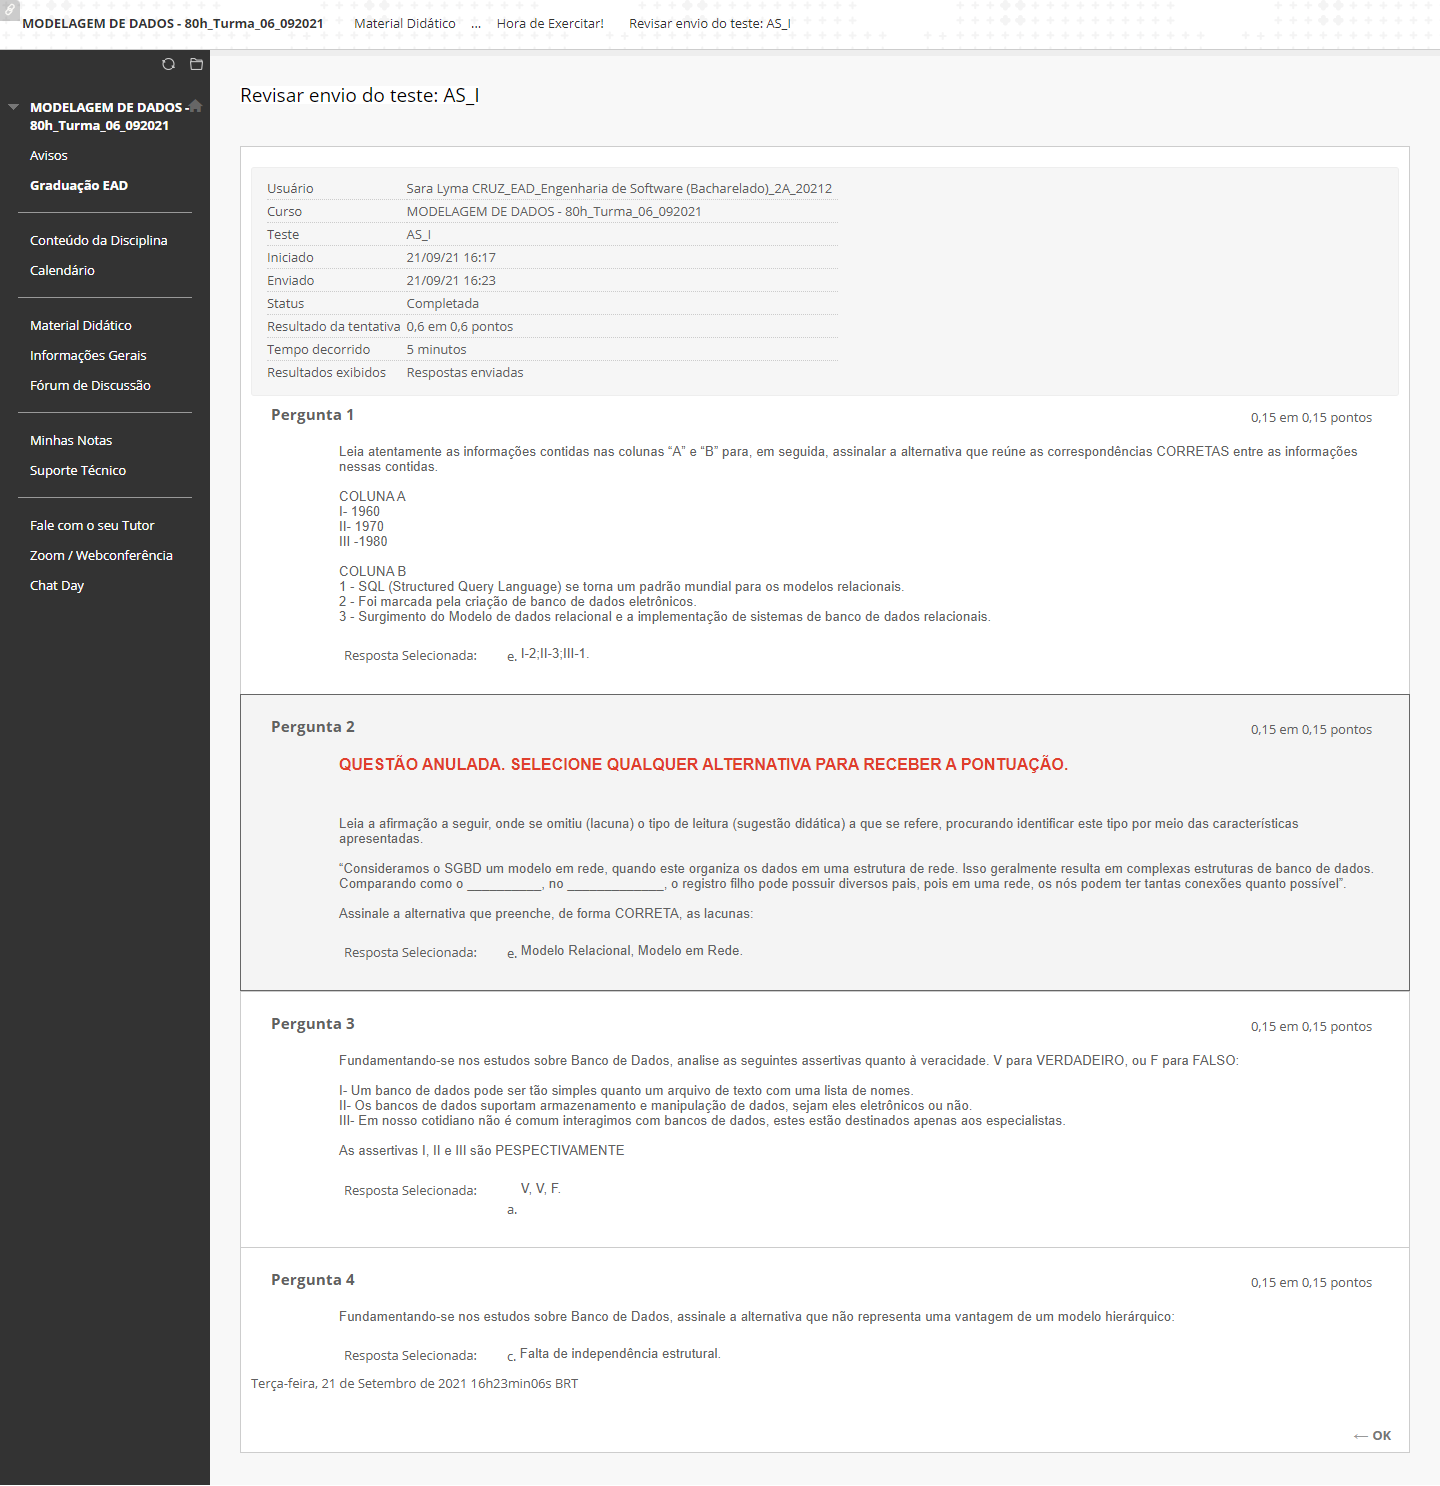 MODELAGEM DE DADOS - 80h_Turma_06_092021 Material Didático ... Hora de Exercitar! Revisar envio do teste: AS_I
MODELAGEM DE DADOS -
80h_Turma_06_092021
Avisos
Graduação EAD
Conteúdo da Disciplina
Calendário
Material Didático
Informações Gerais
Fórum de Discussão
Minhas Notas
Suporte Técnico
Fale com o seu Tutor
Zoom / Webconferência
Chat Day
Revisar envio do teste: AS_I
Usuário Sara Lyma CRUZ_EAD_Engenharia de Software (Bacharelado)_2A_20212
Curso MODELAGEM DE DADOS - 80h_Turma_06_092021
Teste AS_I
Iniciado 21/09/21 16:17
Enviado 21/09/21 16:23
Status Completada
Resultado da tentativa 0,6 em 0,6 pontos
Tempo decorrido 5 minutos
Resultados exibidos Respostas enviadas
Pergunta 1 0,15 em 0,15 pontos
Leia atentamente as informações contidas nas colunas “A” e “B” para, em seguida, assinalar a alternativa que reúne as correspondências CORRETAS entre as informações
nessas contidas.
COLUNA A
I- 1960
II- 1970
III -1980
COLUNA B
1 - SQL (Structured Query Language) se torna um padrão mundial para os modelos relacionais.
2 - Foi marcada pela criação de banco de dados eletrônicos.
3 - Surgimento do Modelo de dados relacional e a implementação de sistemas de banco de dados relacionais.
Resposta Selecionada: e. I-2;II-3;III-1.
Pergunta 2 0,15 em 0,15 pontos
QUESTÃO ANULADA. SELECIONE QUALQUER ALTERNATIVA PARA RECEBER A PONTUAÇÃO.
Leia a afirmação a seguir, onde se omitiu (lacuna) o tipo de leitura (sugestão didática) a que se refere, procurando identificar este tipo por meio das características
apresentadas.
“Consideramos o SGBD um modelo em rede, quando este organiza os dados em uma estrutura de rede. Isso geralmente resulta em complexas estruturas de banco de dados.
Comparando como o __________, no _____________, o registro filho pode possuir diversos pais, pois em uma rede, os nós podem ter tantas conexões quanto possível”.
Assinale a alternativa que preenche, de forma CORRETA, as lacunas:
Resposta Selecionada: e. Modelo Relacional, Modelo em Rede.
Pergunta 3 0,15 em 0,15 pontos
Fundamentando-se nos estudos sobre Banco de Dados, analise as seguintes assertivas quanto à veracidade. V para VERDADEIRO, ou F para FALSO:
I- Um banco de dados pode ser tão simples quanto um arquivo de texto com uma lista de nomes.
II- Os bancos de dados suportam armazenamento e manipulação de dados, sejam eles eletrônicos ou não.
III- Em nosso cotidiano não é comum interagimos com bancos de dados, estes estão destinados apenas aos especialistas.
As assertivas I, II e III são PESPECTIVAMENTE
Resposta Selecionada: V, V, F.
a.
Pergunta 4 0,15 em 0,15 pontos
Fundamentando-se nos estudos sobre Banco de Dados, assinale a alternativa que não representa uma vantagem de um modelo hierárquico:
Resposta Selecionada: c. Falta de independência estrutural.
Terça-feira, 21 de Setembro de 2021 16h23min06s BRT
← OK